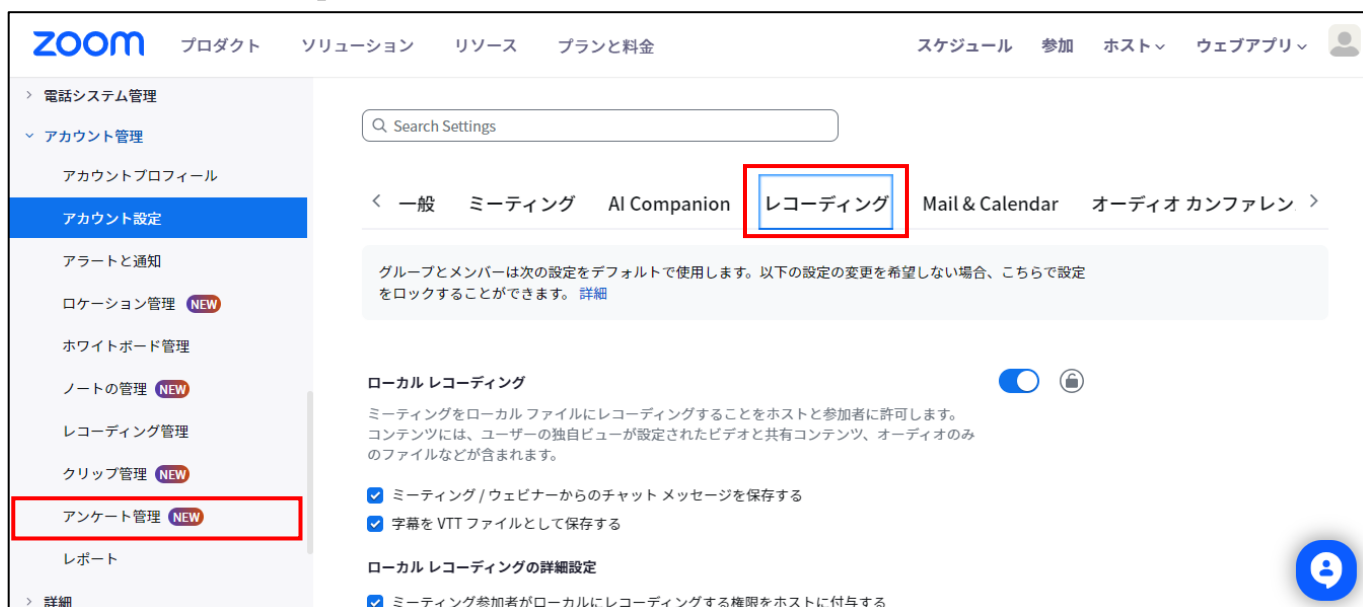 zoom プロダクト ソリューション リソース プランと料金 スケジュール 参加 ホスト ウェブアプリ
電話システム管理
アカウント管理
アカウントプロフィール
アカウント設定
アラートと通知
ロケーション管理 NEW
ホワイトボード管理
ノートの管理 NEW
レコーディング管理
クリップ管理 NEW
アンケート管理 NEW
レポート
詳細
Search Settings
一般 ミーティング AI Companion レコーディング Mail & Calendar オーディオ カンファレン
グループとメンバーは次の設定をデフォルトで使用します。以下の設定の変更を希望しない場合、こちらで設定
をロックすることができます。 詳細
ローカル レコーディング
ミーティングをローカル ファイルにレコーディングすることをホストと参加者に許可します。
コンテンツには、ユーザーの独自ビューが設定されたビデオと共有コンテンツ、オーディオのみ
のファイルなどが含まれます。
ミーティング / ウェビナーからのチャット メッセージを保存する
字幕を VTT ファイルとして保存する
ローカル レコーディングの詳細設定
ミーティング参加者がローカルにレコーディングする権限をホストに付与する